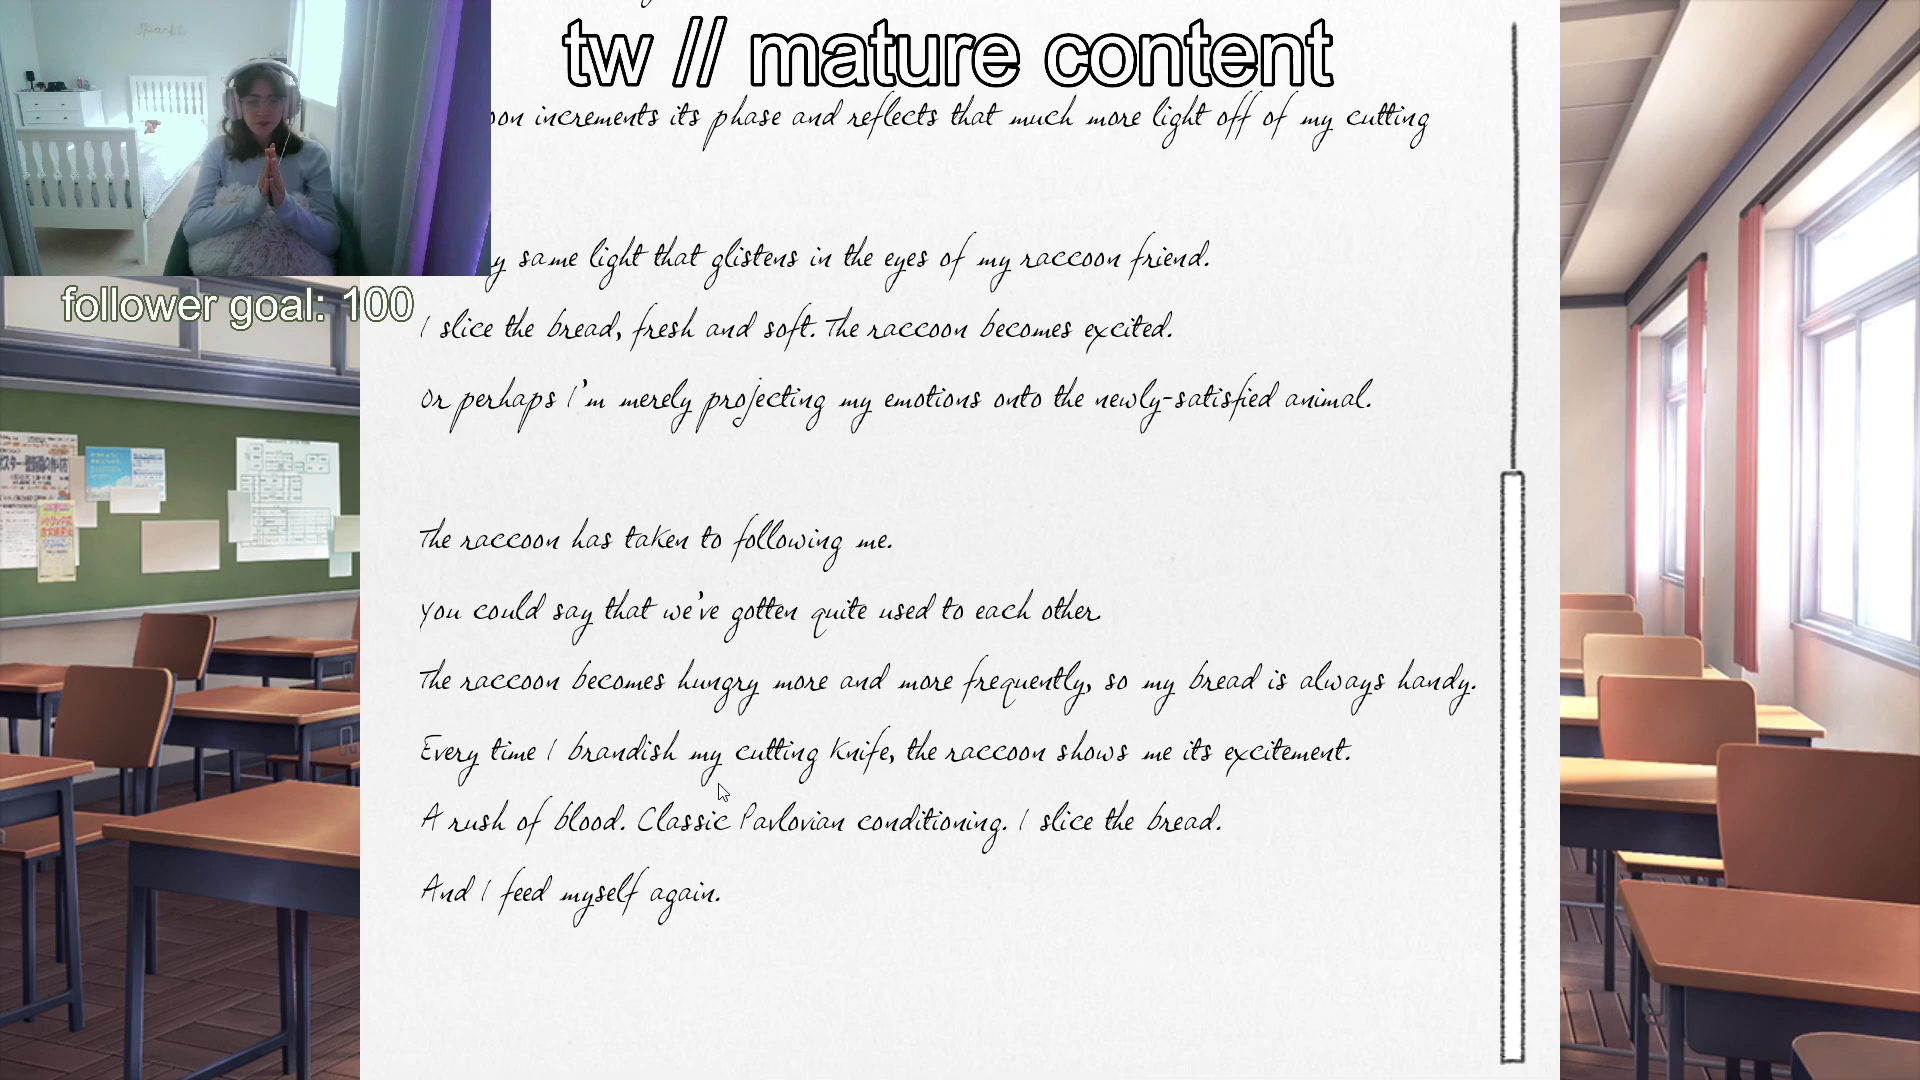 Sparkle
tw // mature content
increments its phase and reflects that much more light off of my cutting
same light that glistens in the eyes of my raccoon friend.
follower goal: 100
I slice the bread, fresh and soft. The raccoon becomes excited.
Or perhaps I'm merely projecting my emotions onto the newly-satisfied animal.
The raccoon has taken to following me.
You could say that we've gotten quite used to each other.
The raccoon becomes hungry more and more frequently, so my bread is always handy.
Every time I brandish my cutting knife, the raccoon shows me its excitement.
A rush of blood. Classic Pavlovian conditioning. I slice the bread.
And I feed myself again.